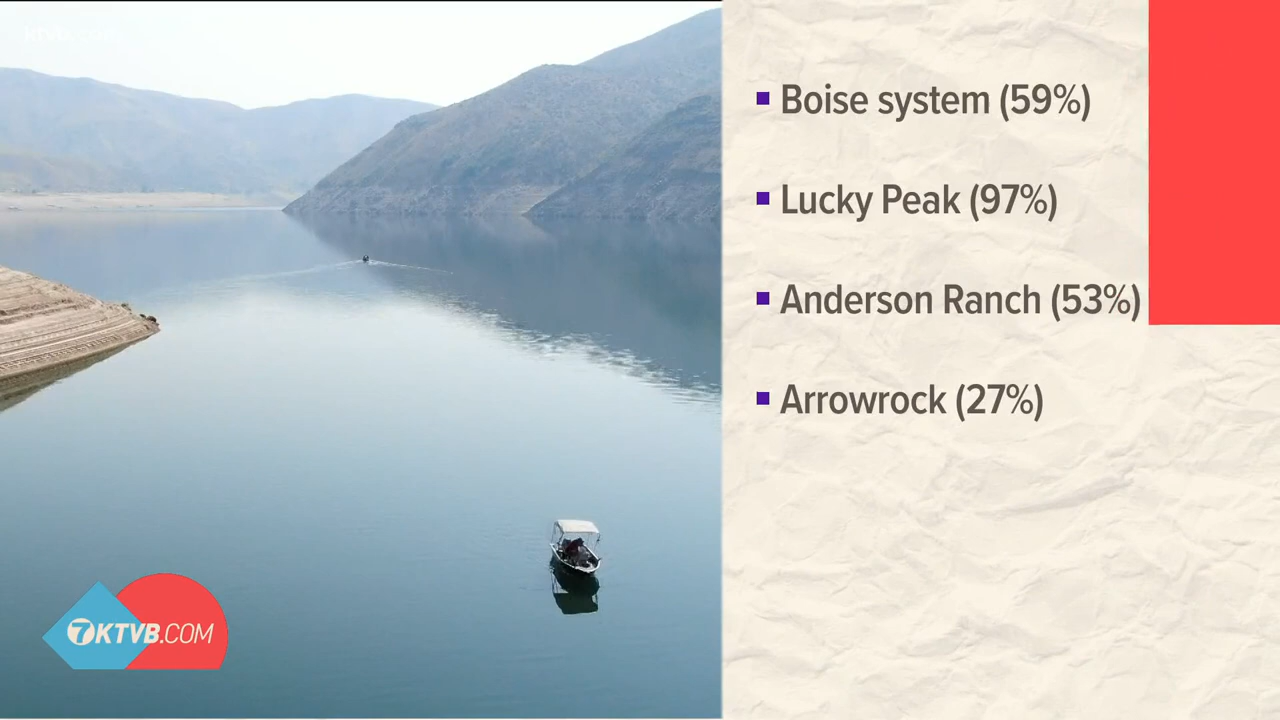 Boise system (59%)
Lucky Peak (97%)
Anderson Ranch (53%)
Arrowrock (27%)
7KTVB.COM